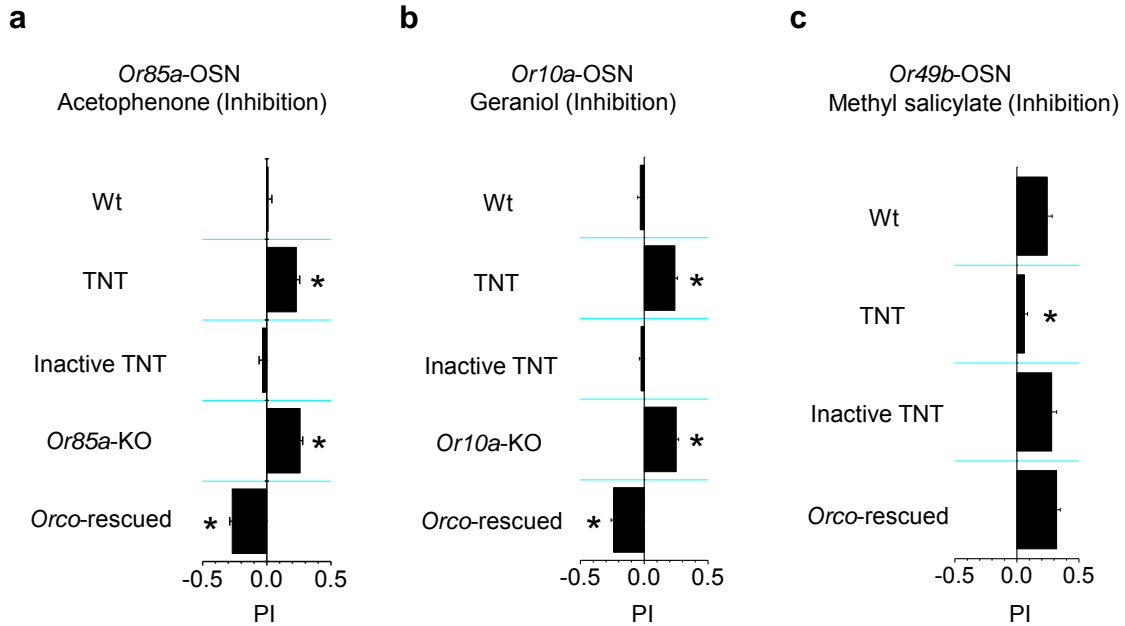 a
Or85a-OSN
Acetophenone (Inhibition)
Wt
TNT
*
Inactive TNT
Or85a-KO
*
Orco-rescued
*
-0.5 0.0 0.5
PI
b
Or10a-OSN
Geraniol (Inhibition)
Wt
TNT
*
Inactive TNT
Or10a-KO
*
Orco-rescued
*
-0.5 0.0 0.5
PI
c
Or49b-OSN
Methyl salicylate (Inhibition)
Wt
TNT
*
Inactive TNT
Orco-rescued
-0.5 0.0 0.5
PI